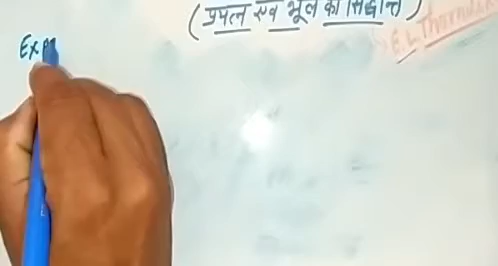 (प्रयत्न एवं भूल का सिद्धान्त)
E.L. Thorndike
Exp